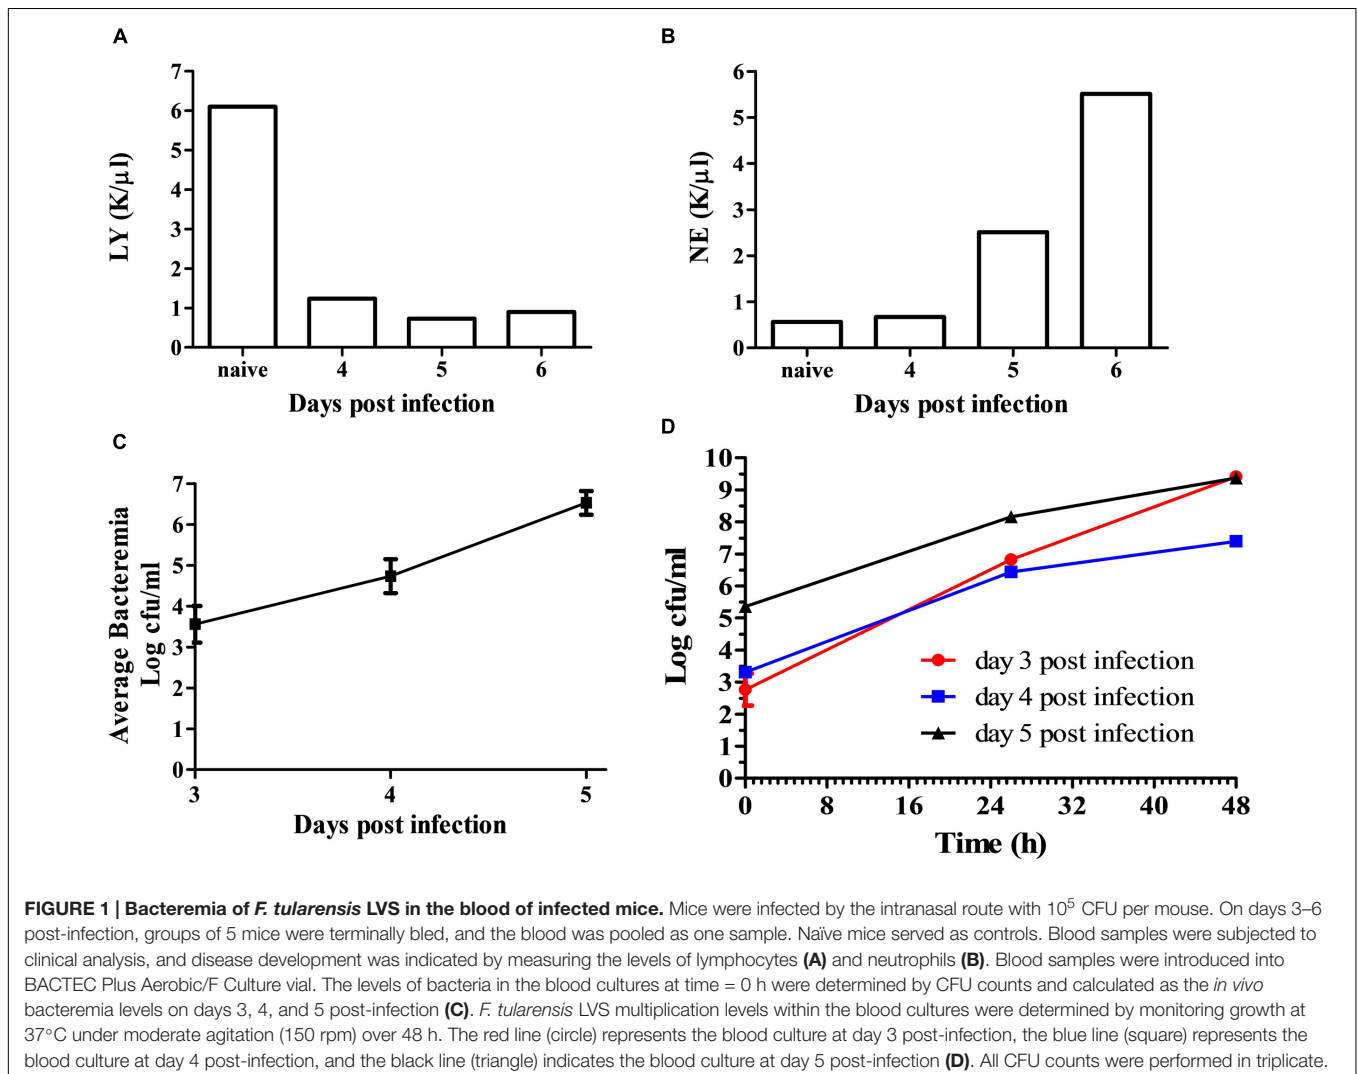 A
7
6
5
4
3
2
1
0
LY (K/µl)
naive 4 5 6
Days post infection
B
6
5
4
3
2
1
0
NE (K/µl)
naive 4 5 6
Days post infection
C
7
6
5
4
3
2
1
0
Average Bacteremia
Log cfu/ml
3 4 5
Days post infection
D
10
9
8
7
6
5
4
3
2
1
0
Log cfu/ml
day 3 post infection
day 4 post infection
day 5 post infection
0 8 16 24 32 40 48
Time (h)
FIGURE 1 | Bacteremia of F. tularensis LVS in the blood of infected mice. Mice were infected by the intranasal route with 10⁵ CFU per mouse. On days 3–6
post-infection, groups of 5 mice were terminally bled, and the blood was pooled as one sample. Naïve mice served as controls. Blood samples were subjected to
clinical analysis, and disease development was indicated by measuring the levels of lymphocytes (A) and neutrophils (B). Blood samples were introduced into
BACTEC Plus Aerobic/F Culture vial. The levels of bacteria in the blood cultures at time = 0 h were determined by CFU counts and calculated as the in vivo
bacteremia levels on days 3, 4, and 5 post-infection (C). F. tularensis LVS multiplication levels within the blood cultures were determined by monitoring growth at
37°C under moderate agitation (150 rpm) over 48 h. The red line (circle) represents the blood culture at day 3 post-infection, the blue line (square) represents the
blood culture at day 4 post-infection, and the black line (triangle) indicates the blood culture at day 5 post-infection (D). All CFU counts were performed in triplicate.